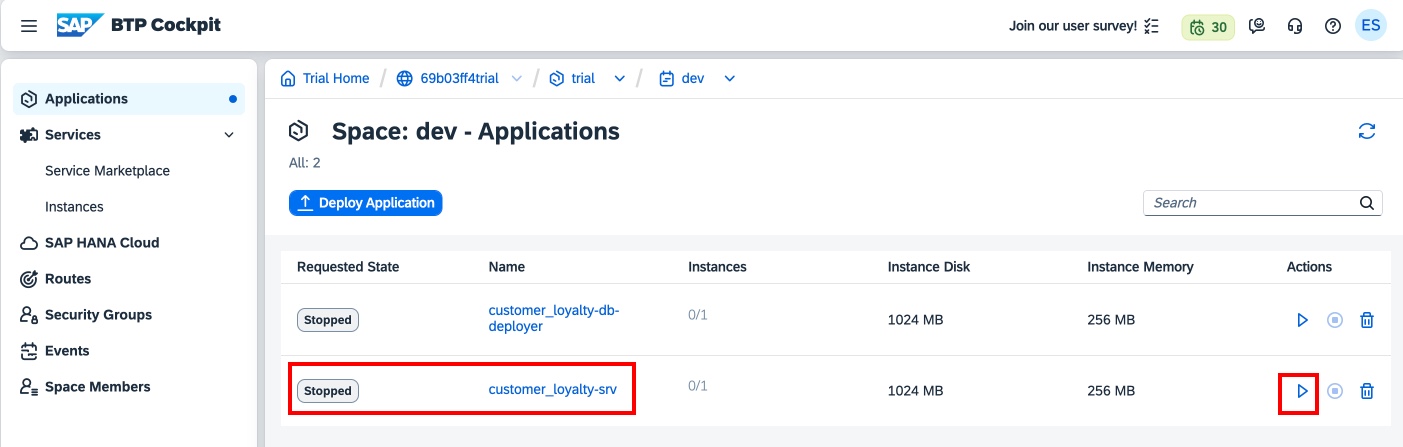 SAP BTP Cockpit
Join our user survey!
30
ES
Applications
Services
Service Marketplace
Instances
SAP HANA Cloud
Routes
Security Groups
Events
Space Members
Trial Home / 69b03ff4trial / trial / dev
Space: dev - Applications
All: 2
Deploy Application
Search
Requested State Name Instances Instance Disk Instance Memory Actions
Stopped customer_loyalty-db- 0/1 1024 MB 256 MB
deployer
Stopped customer_loyalty-srv 0/1 1024 MB 256 MB